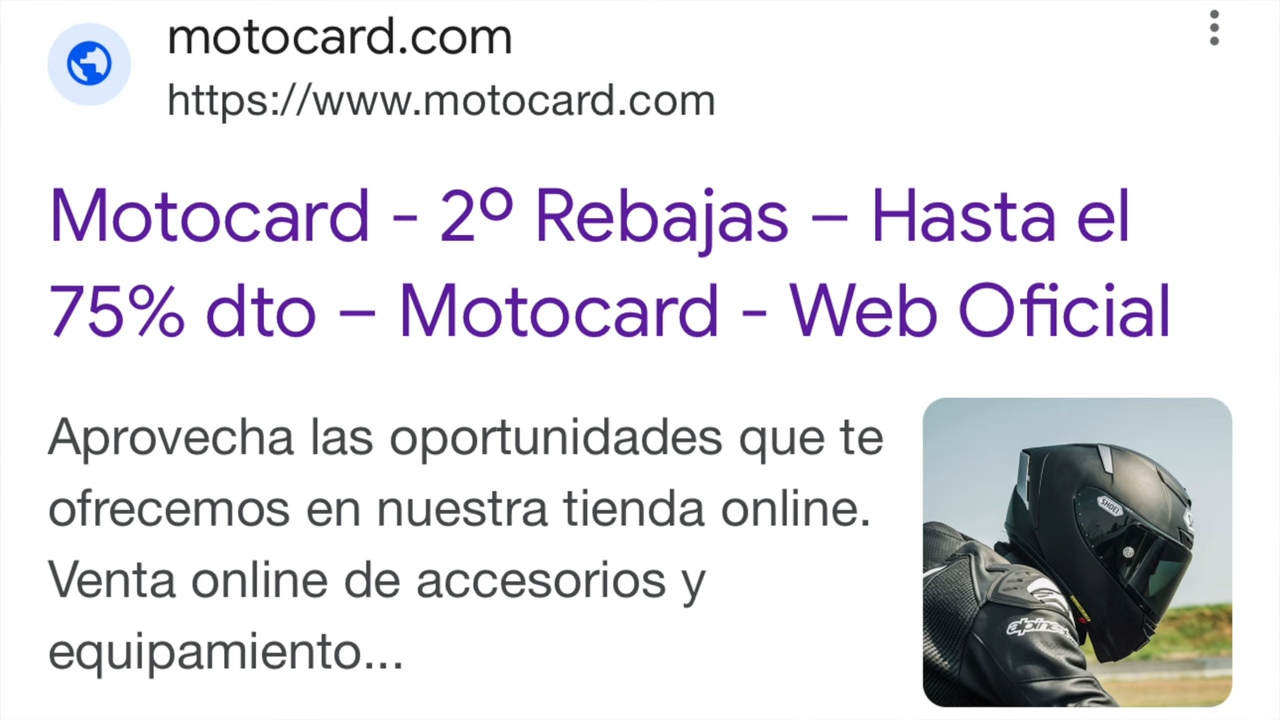 motocard.com
https://www.motocard.com
Motocard - 2º Rebajas – Hasta el
75% dto – Motocard - Web Oficial
Aprovecha las oportunidades que te
ofrecemos en nuestra tienda online.
Venta online de accesorios y
equipamiento...
SHOEI
alpines